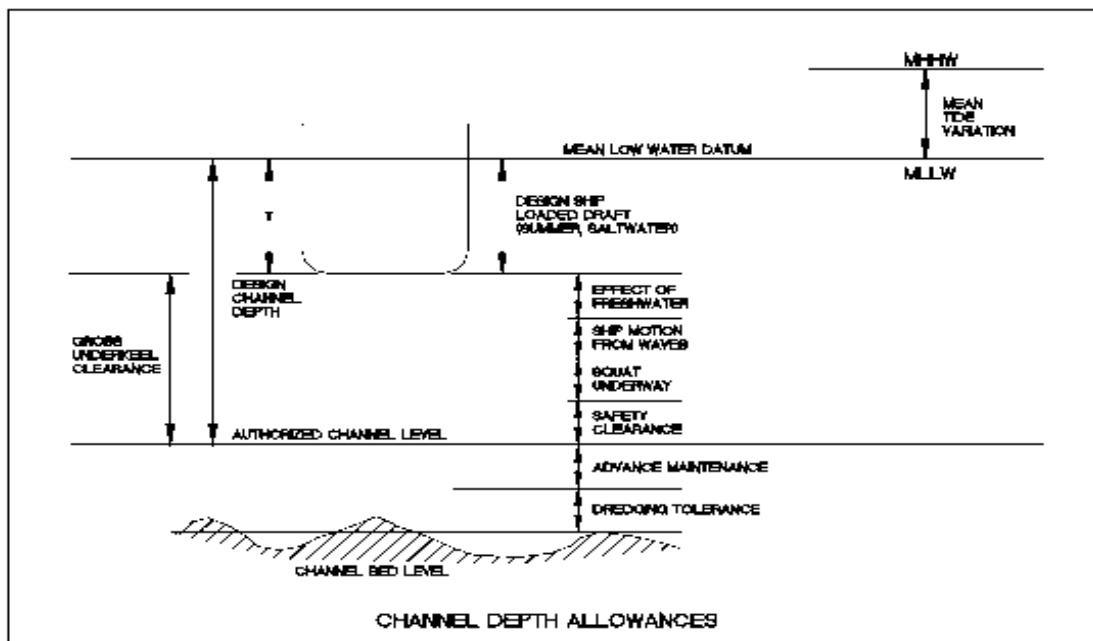 MHHW
MEAN
TIDE
VARIATION
MEAN LOW WATER DATUM
MLLW
T
DESIGN SHIP
LOADED DRAFT
(SUMMER, SALTWATER)
DESIGN
CHANNEL
DEPTH
EFFECT OF
FRESHWATER
SHIP MOTION
FROM WAVES
GROSS
UNDERKEEL
CLEARANCE
SQUAT
UNDERWAY
SAFETY
CLEARANCE
AUTHORIZED CHANNEL LEVEL
ADVANCE MAINTENANCE
DREDGING TOLERANCE
CHANNEL BED LEVEL
CHANNEL DEPTH ALLOWANCES